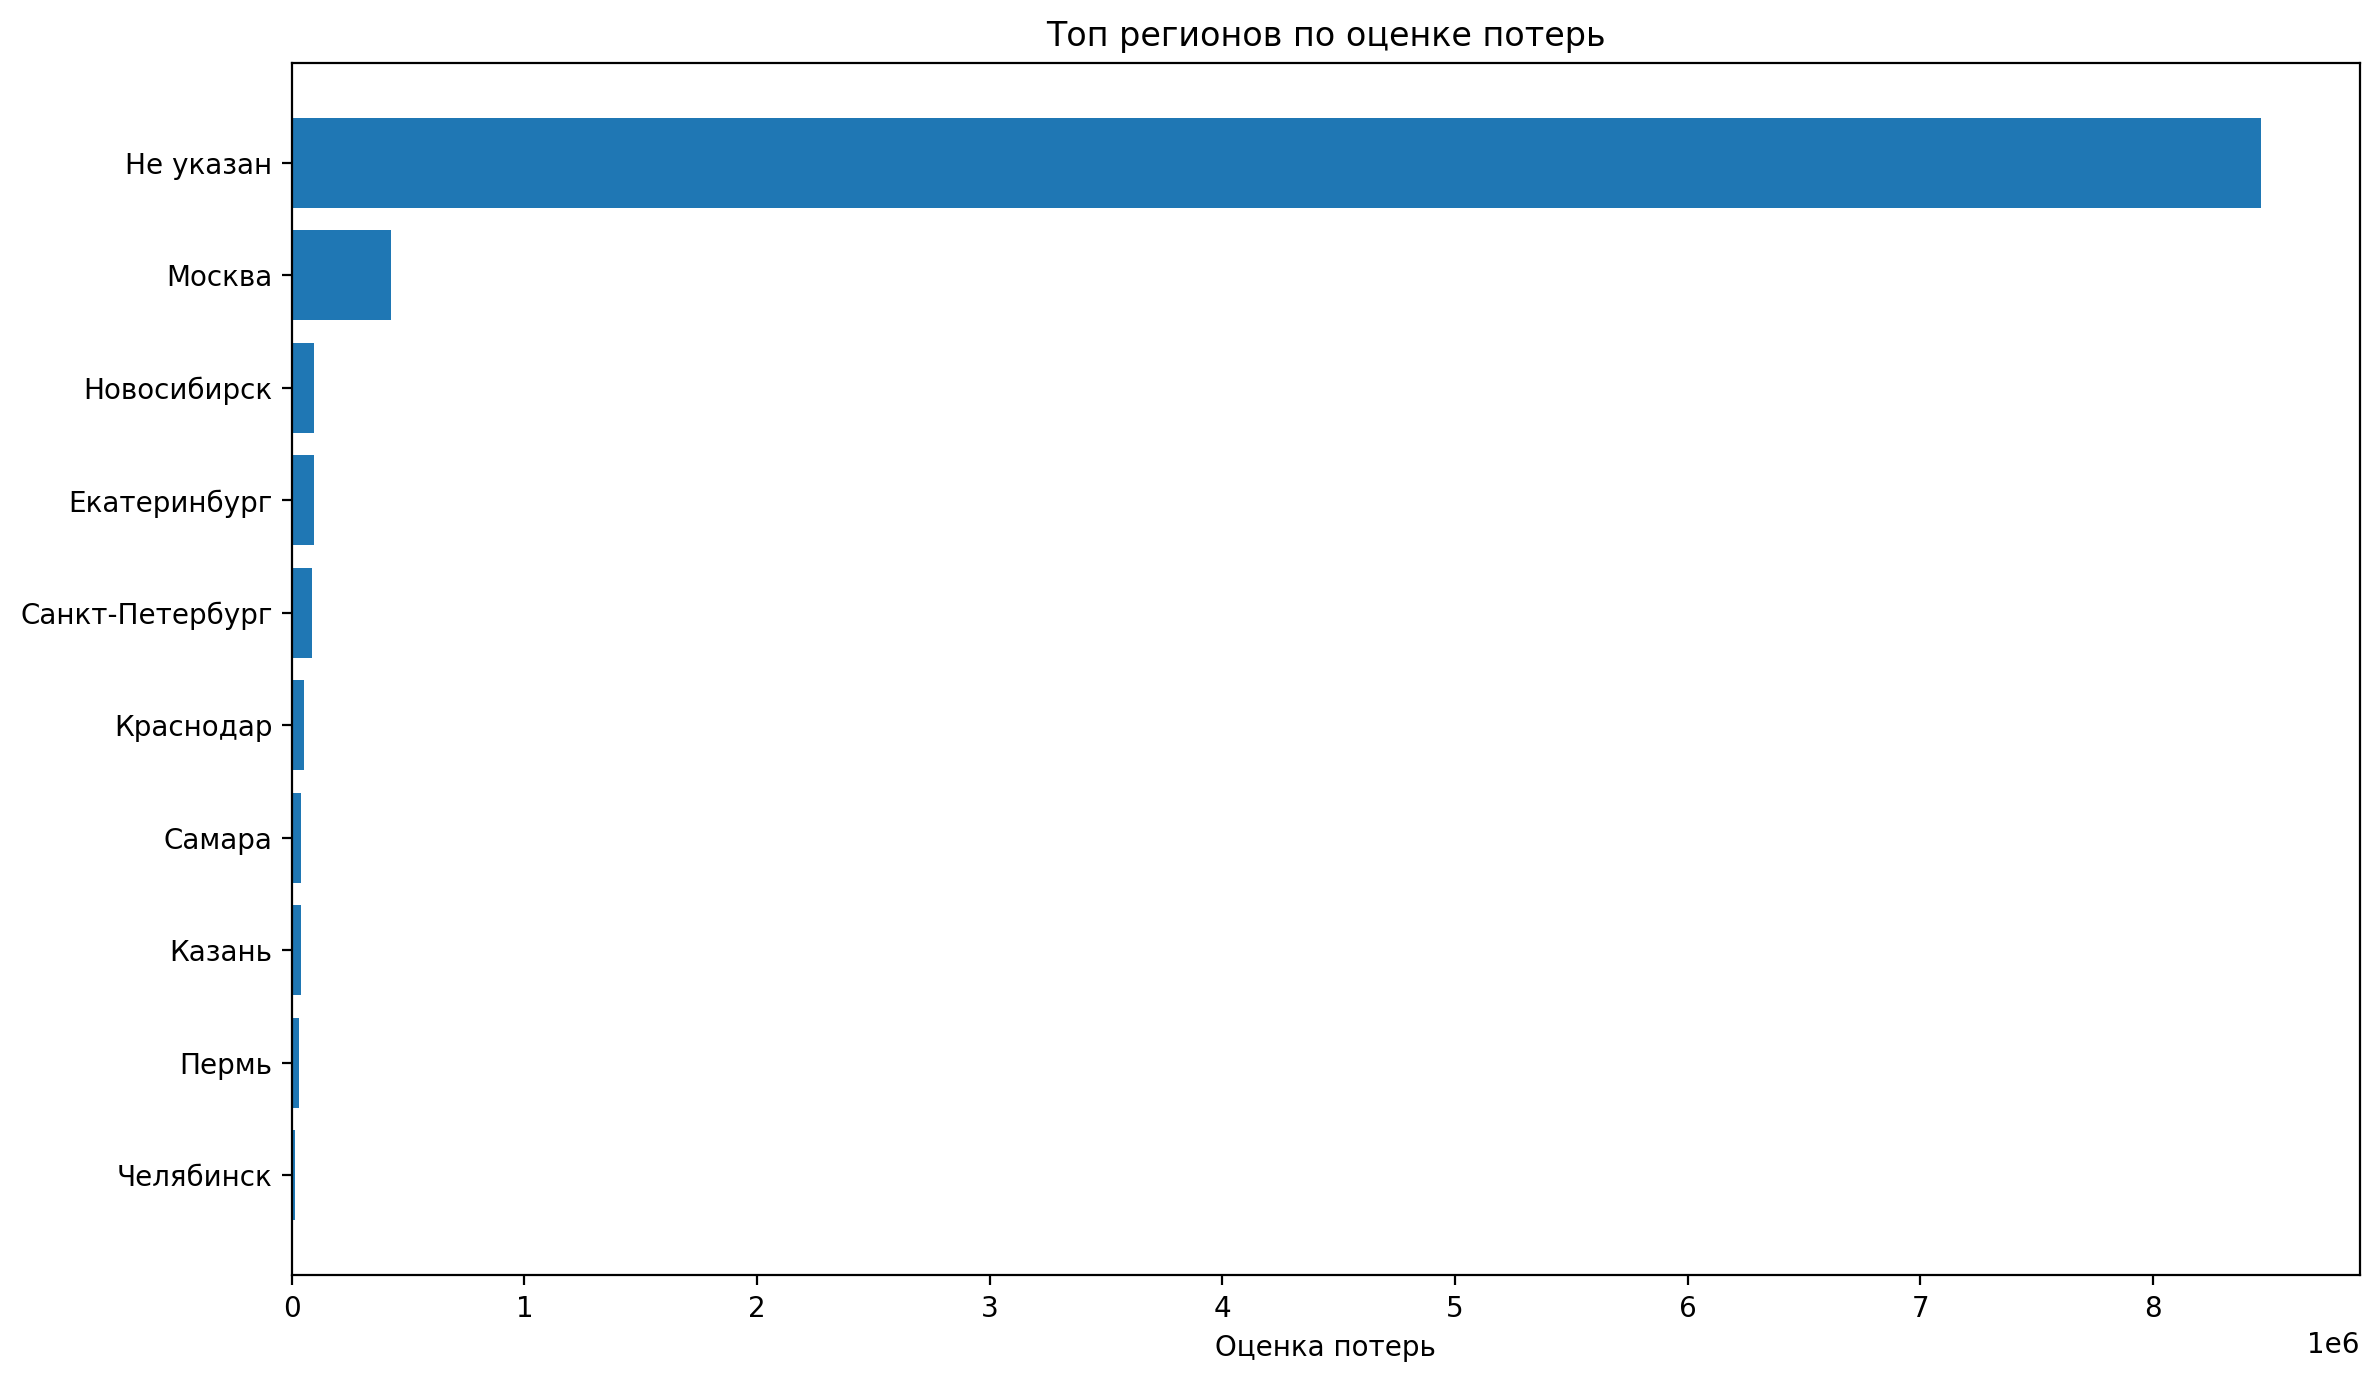 Топ регионов по оценке потерь
Не указан
Москва
Новосибирск
Екатеринбург
Санкт-Петербург
Краснодар
Самара
Казань
Пермь
Челябинск
0 1 2 3 4 5 6 7 8
Оценка потерь
1e6